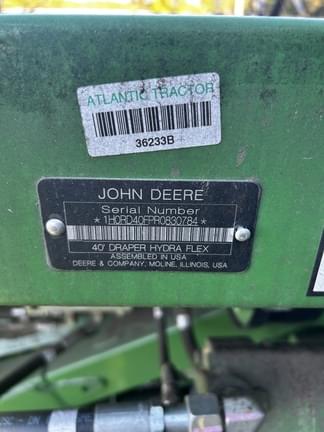 ATLANTIC TRACTOR
36233B
JOHN DEERE
Serial Number
*1H0RD40FPR0830784*
40' DRAPER HYDRA FLEX
ASSEMBLED IN USA
DEERE & COMPANY, MOLINE, ILLINOIS, USA